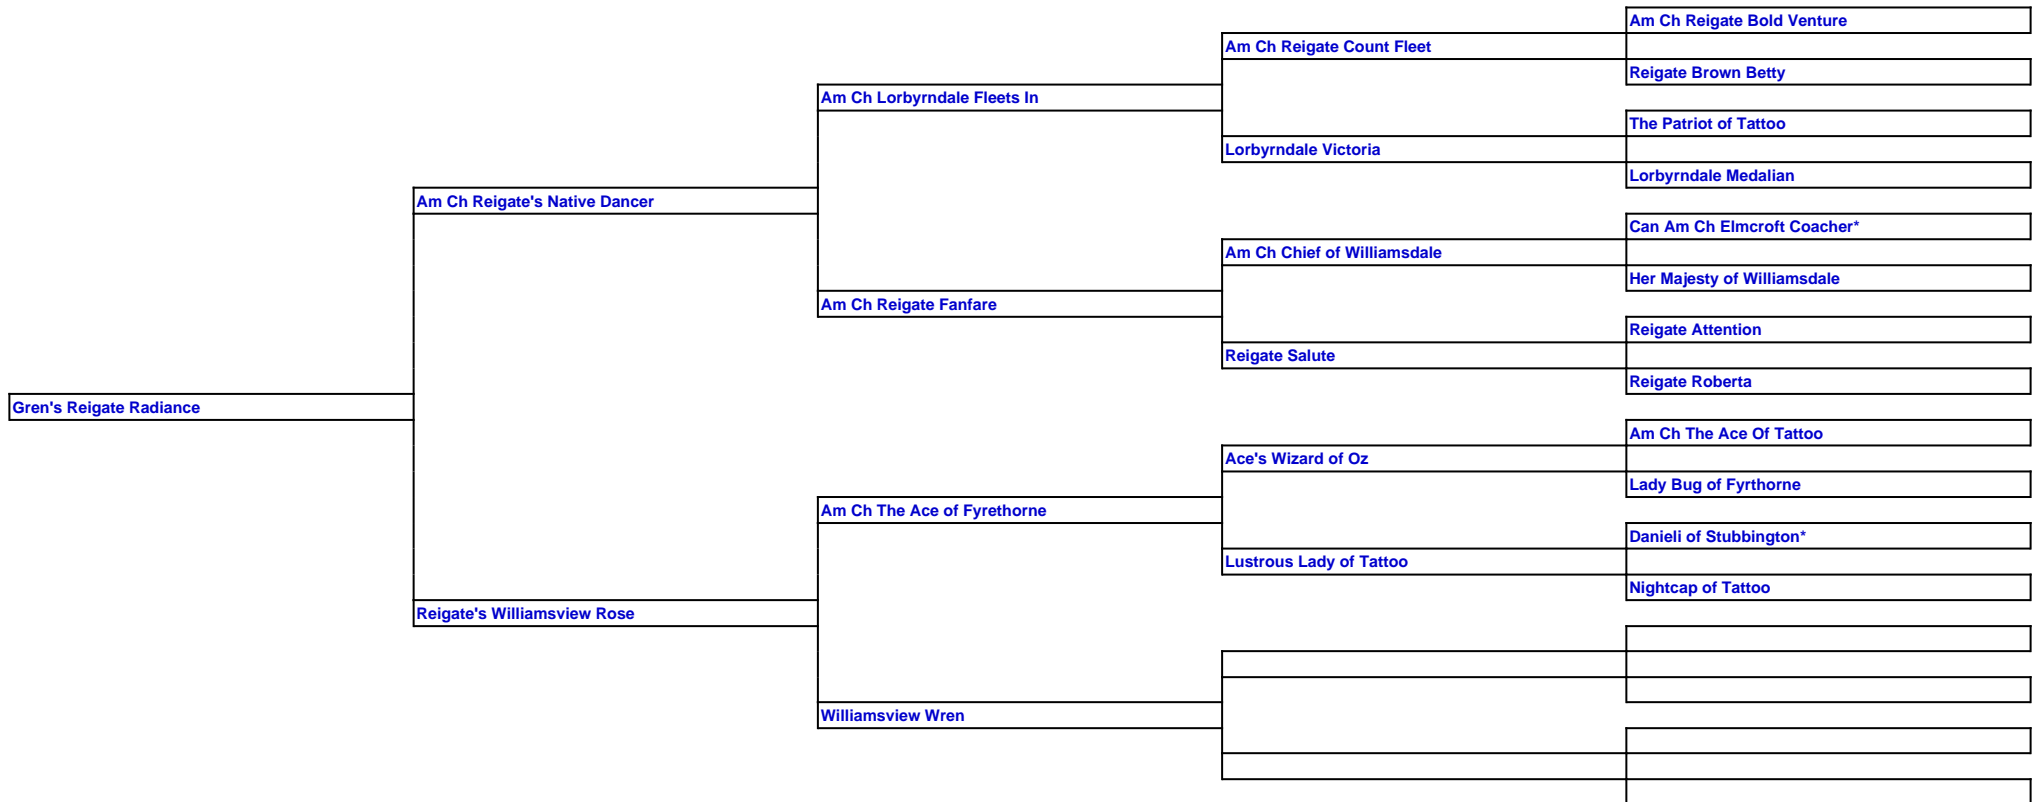 Am Ch Reigate Bold Venture
Am Ch Reigate Count Fleet
Reigate Brown Betty
Am Ch Lorbyrndale Fleets In
The Patriot of Tattoo
Lorbyrndale Victoria
Lorbyrndale Medalian
Am Ch Reigate's Native Dancer
Can Am Ch Elmcroft Coacher*
Am Ch Chief of Williamsdale
Her Majesty of Williamsdale
Am Ch Reigate Fanfare
Reigate Attention
Reigate Salute
Reigate Roberta
Gren's Reigate Radiance
Am Ch The Ace Of Tattoo
Ace's Wizard of Oz
Lady Bug of Fyrthorne
Am Ch The Ace of Fyrethorne
Danieli of Stubbington*
Lustrous Lady of Tattoo
Nightcap of Tattoo
Reigate's Williamsview Rose
Williamsview Wren